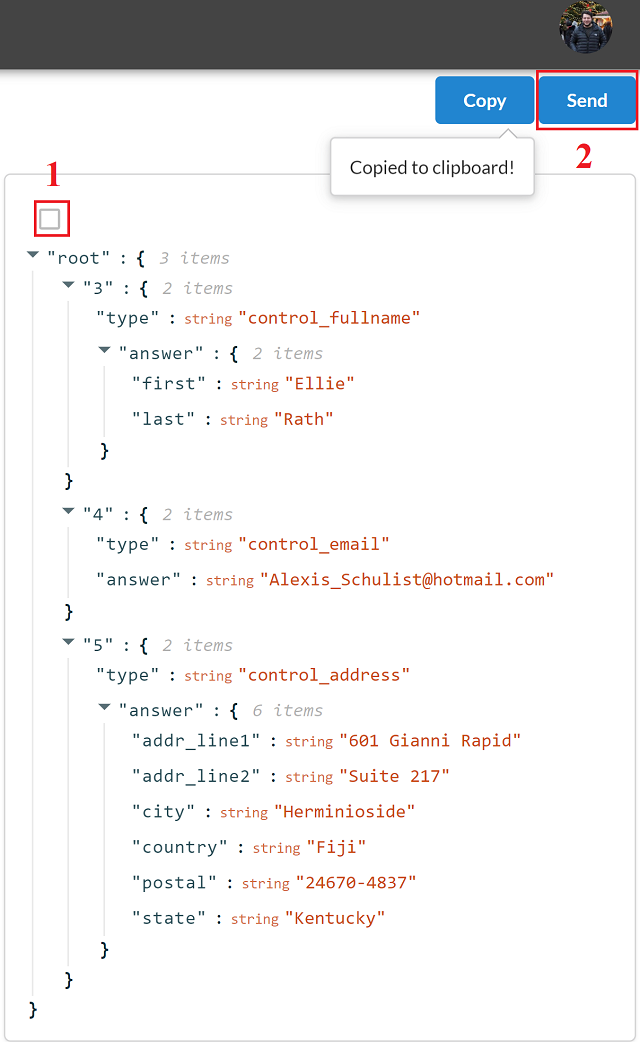 Copy
Send
Copied to clipboard!
2
1
"root" : { 3 items
"3" : { 2 items
"type" : string "control_fullname"
"answer" : { 2 items
"first" : string "Ellie"
"last" : string "Rath"
}
}
"4" : { 2 items
"type" : string "control_email"
"answer" : string "Alexis_Schulist@hotmail.com"
}
"5" : { 2 items
"type" : string "control_address"
"answer" : { 6 items
"addr_line1" : string "601 Gianni Rapid"
"addr_line2" : string "Suite 217"
"city" : string "Herminioside"
"country" : string "Fiji"
"postal" : string "24670-4837"
"state" : string "Kentucky"
}
}
}